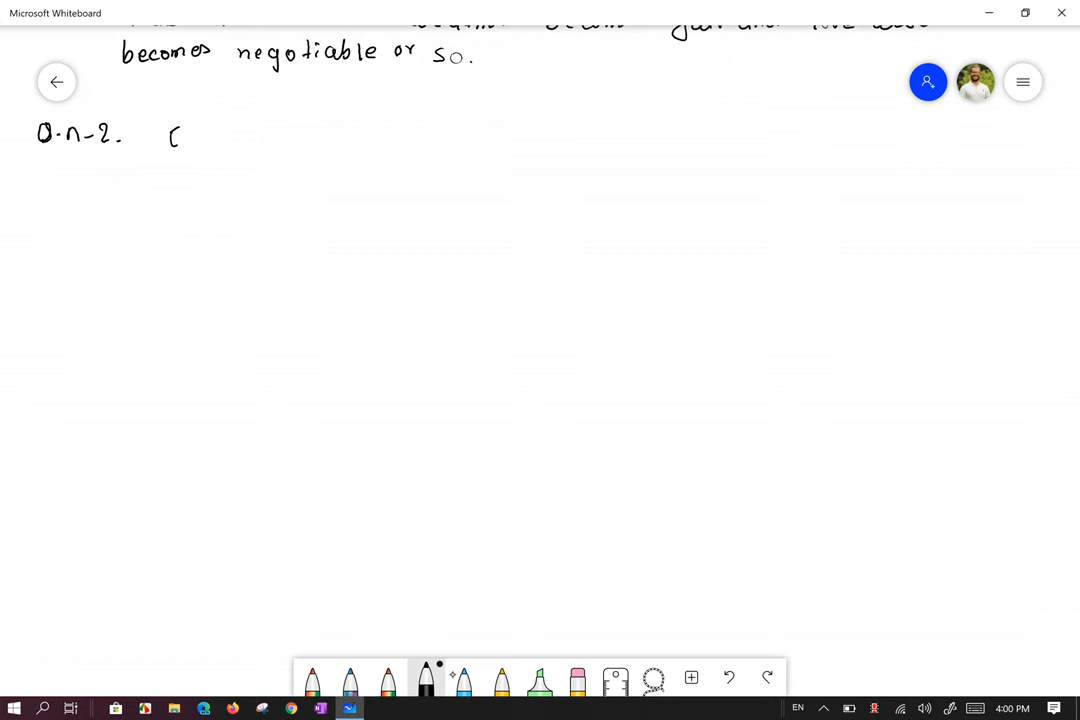 Microsoft Whiteboard
becomes negotiable or so.
Q.n-2. (
EN
4:00 PM